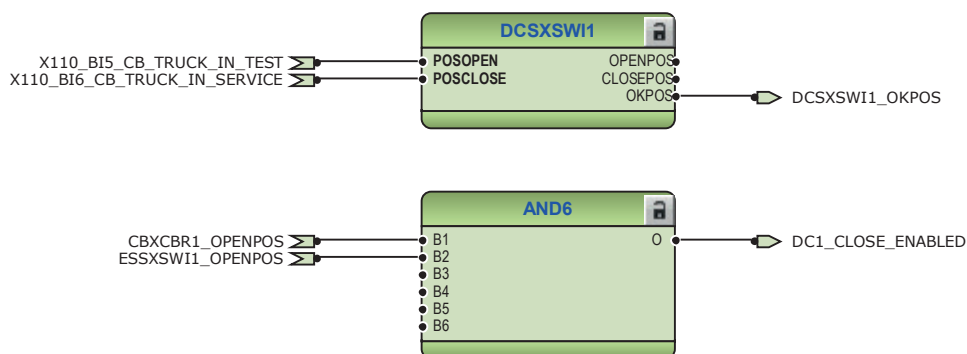 DCSXSWI1
X110_BI5_CB_TRUCK_IN_TEST POSOPEN OPENPOS
X110_BI6_CB_TRUCK_IN_SERVICE POSCLOSE CLOSEPOS
OKPOS DCSXSWI1_OKPOS
AND6
CBXCBR1_OPENPOS B1 O DC1_CLOSE_ENABLED
ESSXSWI1_OPENPOS B2
B3
B4
B5
B6